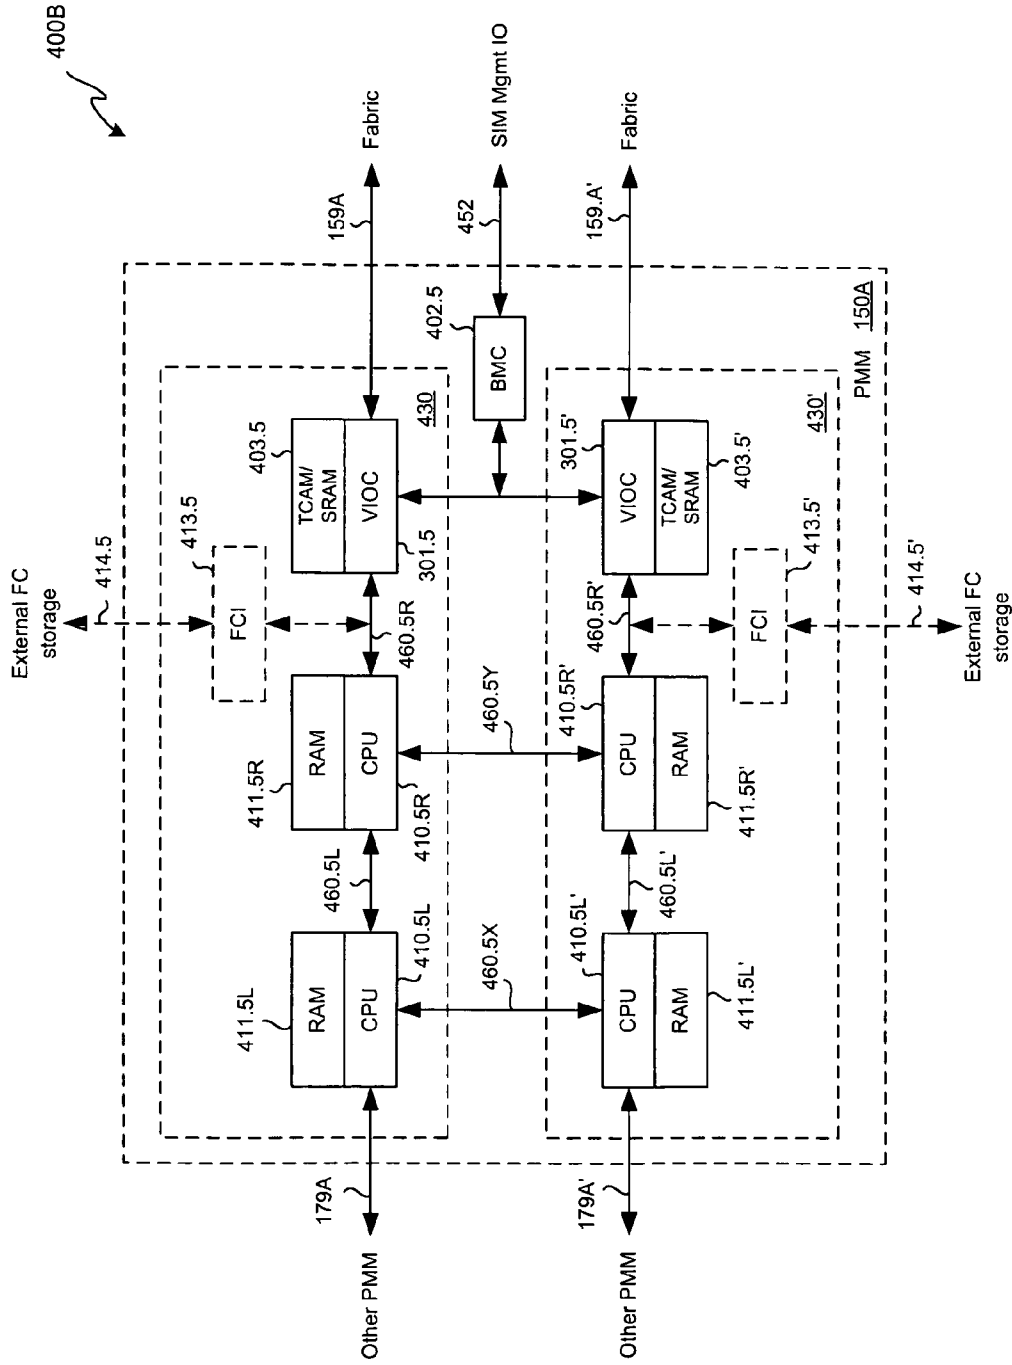 400B
External FC
storage
414.5
413.5
FCI
411.5L
411.5R
403.5
RAM
RAM
TCAM/
SRAM
179A
460.5L
159A
Other PMM
CPU
CPU
VIOC
Fabric
410.5L
410.5R
460.5R
301.5
430
402.5
452
460.5X
460.5Y
BMC
SIM Mgmt IO
179A'
410.5L'
410.5R'
460.5R'
301.5'
159.A'
Other PMM
CPU
CPU
VIOC
Fabric
460.5L'
RAM
RAM
TCAM/
SRAM
411.5L'
411.5R'
403.5'
FCI
413.5'
430'
PMM 150A
414.5'
External FC
storage